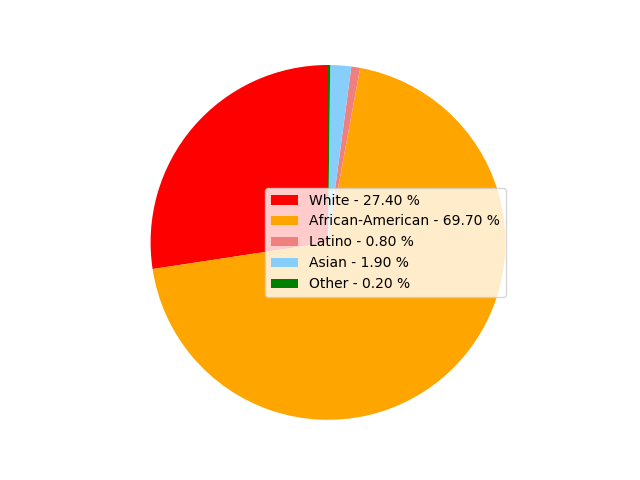 White - 27.40 %
African-American - 69.70 %
Latino - 0.80 %
Asian - 1.90 %
Other - 0.20 %